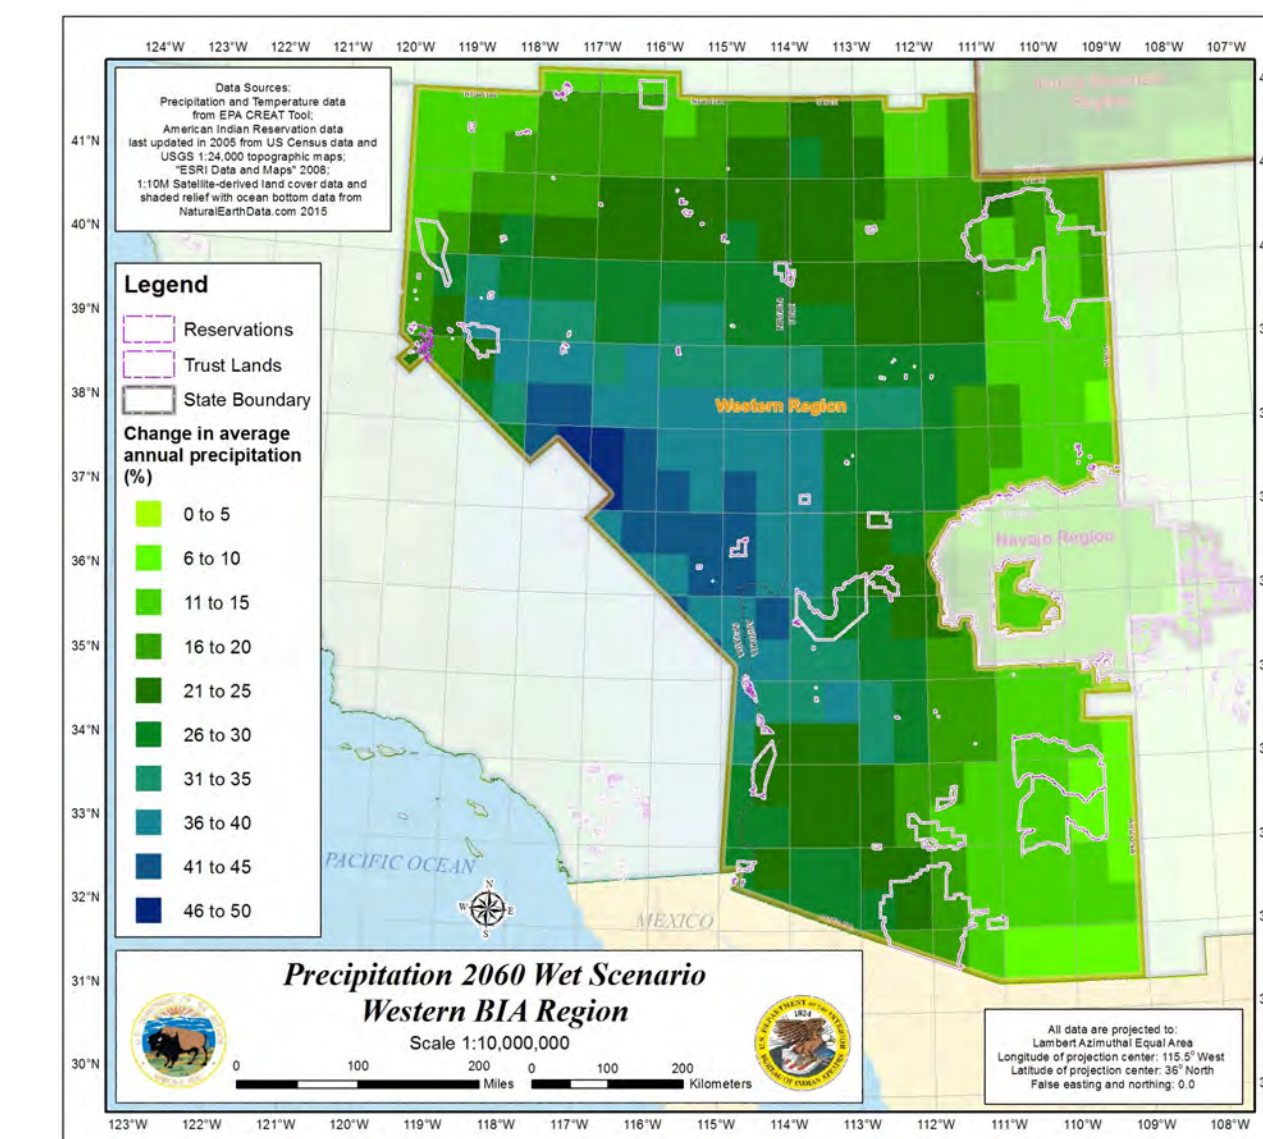 124°W 123°W 122°W 121°W 120°W 119°W 118°W 117°W 116°W 115°W 114°W 113°W 112°W 111°W 110°W 109°W 108°W 107°W
Data Sources:
Precipitation and Temperature data
from EPA CREAT Tool;
American Indian Reservation data
last updated in 2005 from US Census data and
USGS 1:24,000 topographic maps;
"ESRI Data and Maps" 2008;
1:10M Satellite-derived land cover data and
shaded relief with ocean bottom data from
NaturalEarthData.com 2015
41°N
40°N
39°N
38°N
37°N
36°N
35°N
34°N
33°N
32°N
31°N
30°N
Legend
Reservations
Trust Lands
State Boundary
Change in average
annual precipitation
(%)
0 to 5
6 to 10
11 to 15
16 to 20
21 to 25
26 to 30
31 to 35
36 to 40
41 to 45
46 to 50
Region
Western Region
Navajo Region
PACIFIC OCEAN
MEXICO
N
W E
S
Precipitation 2060 Wet Scenario
Western BIA Region
Scale 1:10,000,000
0 100 200 Miles
0 100 200 Kilometers
U.S. DEPARTMENT OF THE INTERIOR
1824
BUREAU OF INDIAN AFFAIRS
All data are projected to:
Lambert Azimuthal Equal Area
Longitude of projection center: 115.5° West
Latitude of projection center: 36° North
False easting and northing: 0.0
123°W 122°W 121°W 120°W 119°W 118°W 117°W 116°W 115°W 114°W 113°W 112°W 111°W 110°W 109°W 108°W